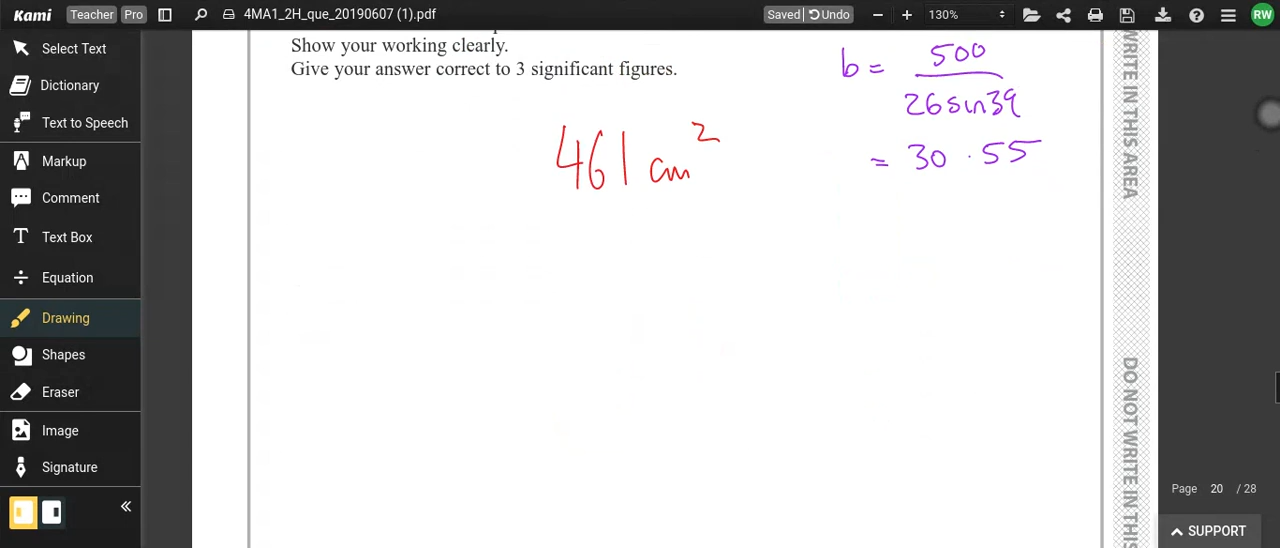 Kami
Teacher
Pro
4MA1_2H_que_20190607 (1).pdf
Saved
Undo
130%
RW
Select Text
Dictionary
Text to Speech
Markup
Comment
Text Box
Equation
Drawing
Shapes
Eraser
Image
Signature
Show your working clearly.
Give your answer correct to 3 significant figures.
461 cm²
b = 500 / 26 sin39
= 30.55
WRITE IN THIS AREA
DO NOT WRITE IN THIS
Page 20 / 28
SUPPORT